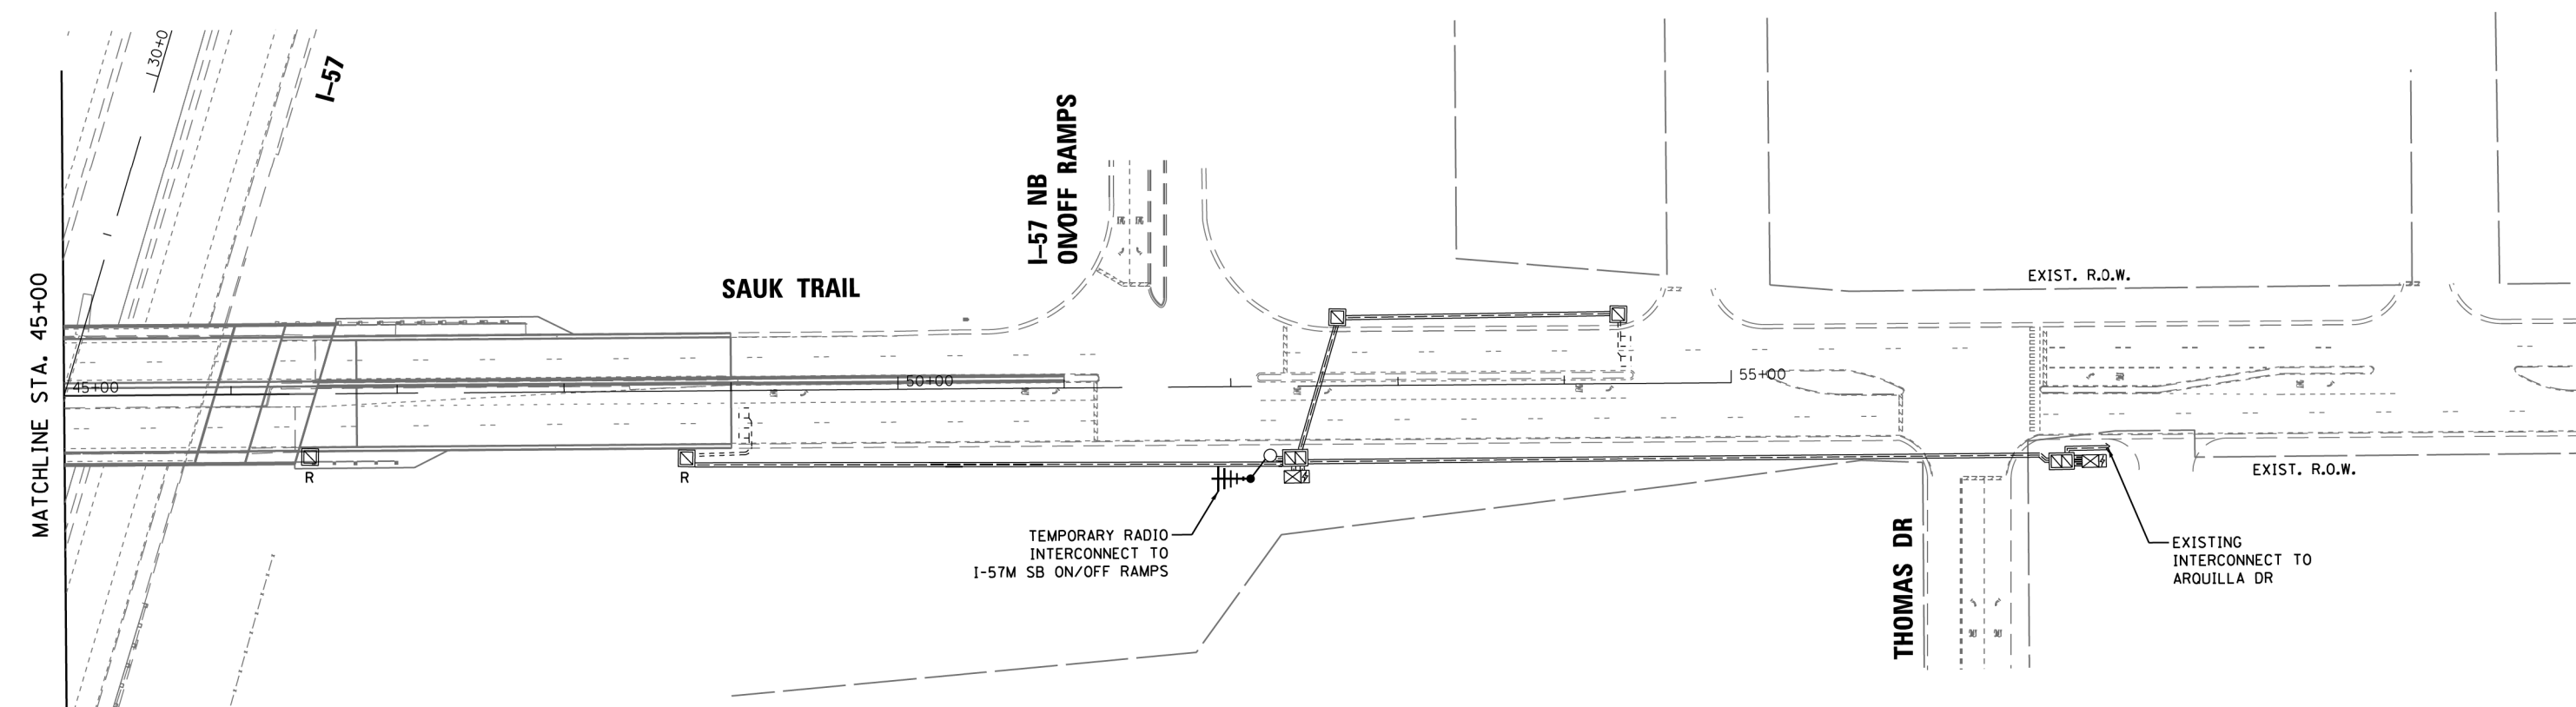 30+0
I-57
I-57 NB
ON/OFF RAMPS
SAUK TRAIL
EXIST. R.O.W.
MATCHLINE STA. 45+00
45+00
50+00
55+00
R
R
EXIST. R.O.W.
TEMPORARY RADIO
INTERCONNECT TO
I-57M SB ON/OFF RAMPS
THOMAS DR
EXISTING
INTERCONNECT TO
ARQUILLA DR